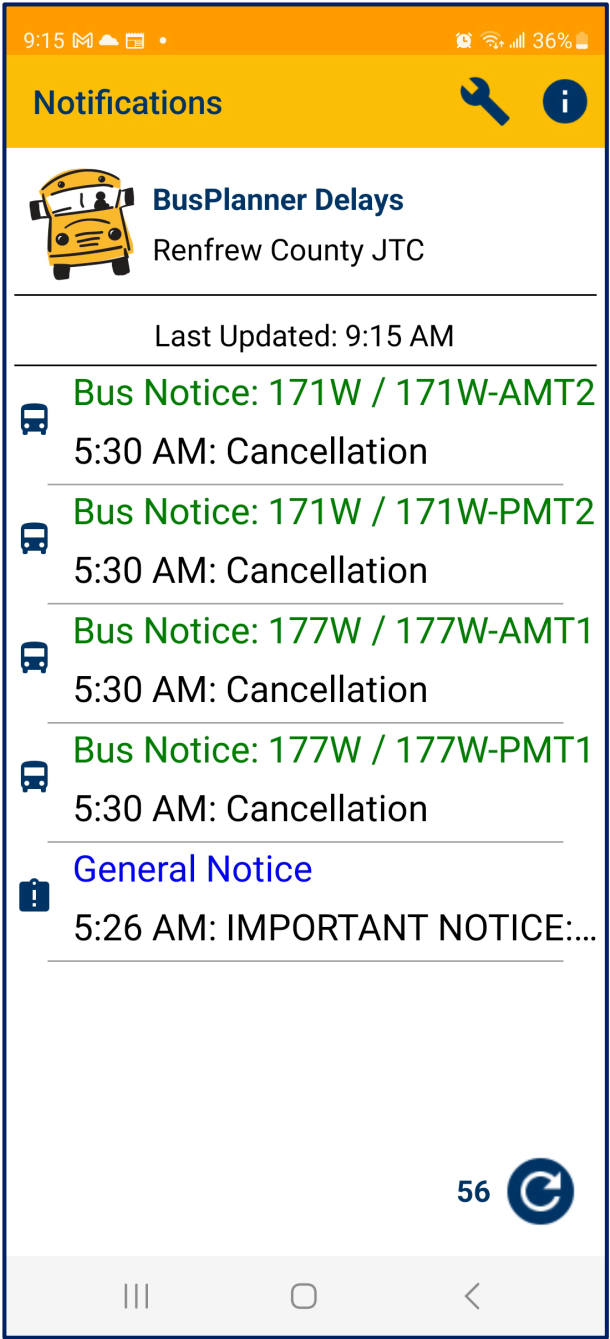 9:15
36%
Notifications
BusPlanner Delays
Renfrew County JTC
Last Updated: 9:15 AM
Bus Notice: 171W / 171W-AMT2
5:30 AM: Cancellation
Bus Notice: 171W / 171W-PMT2
5:30 AM: Cancellation
Bus Notice: 177W / 177W-AMT1
5:30 AM: Cancellation
Bus Notice: 177W / 177W-PMT1
5:30 AM: Cancellation
General Notice
5:26 AM: IMPORTANT NOTICE:...
56